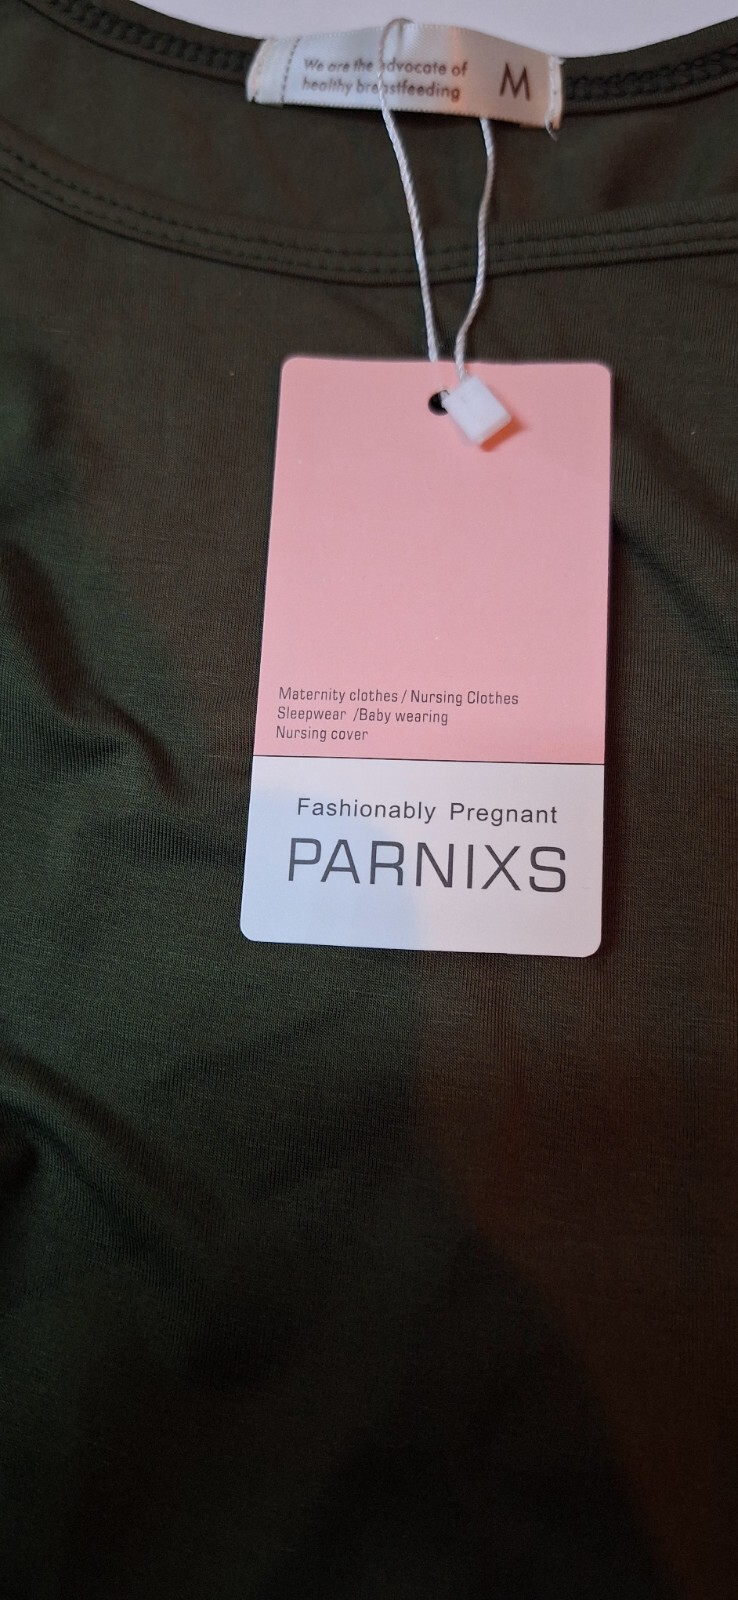 We are the advocate of
healthy breastfeeding
M
Maternity clothes / Nursing Clothes
Sleepwear /Baby wearing
Nursing cover
Fashionably Pregnant
PARNIXS